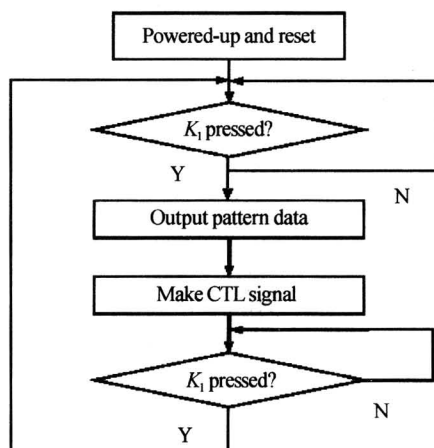 Powered-up and reset
K₁ pressed?
Y
N
Output pattern data
Make CTL signal
K₁ pressed?
N
Y